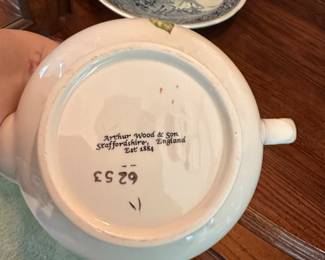 Arthur Wood & Son
Staffordshire, England
Est 1884
6253